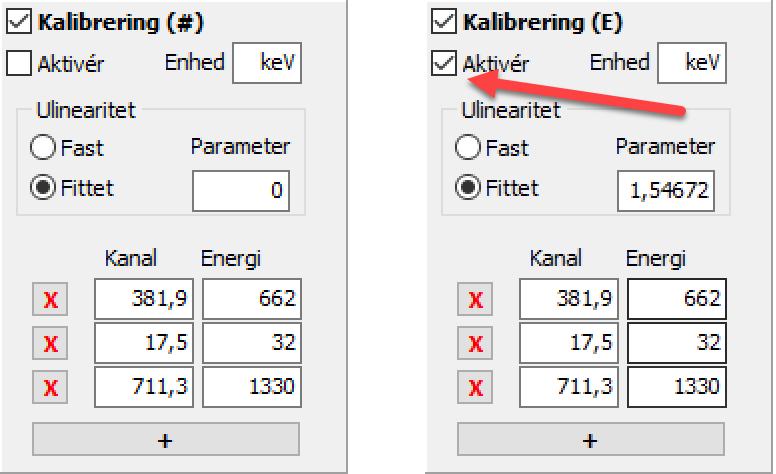 Kalibrering (#)
Aktivér Enhed keV
Ulinearitet
Fast Parameter
Fittet 0
Kanal Energi
X 381,9 662
X 17,5 32
X 711,3 1330
+
Kalibrering (E)
Aktivér Enhed keV
Ulinearitet
Fast Parameter
Fittet 1,54672
Kanal Energi
X 381,9 662
X 17,5 32
X 711,3 1330
+